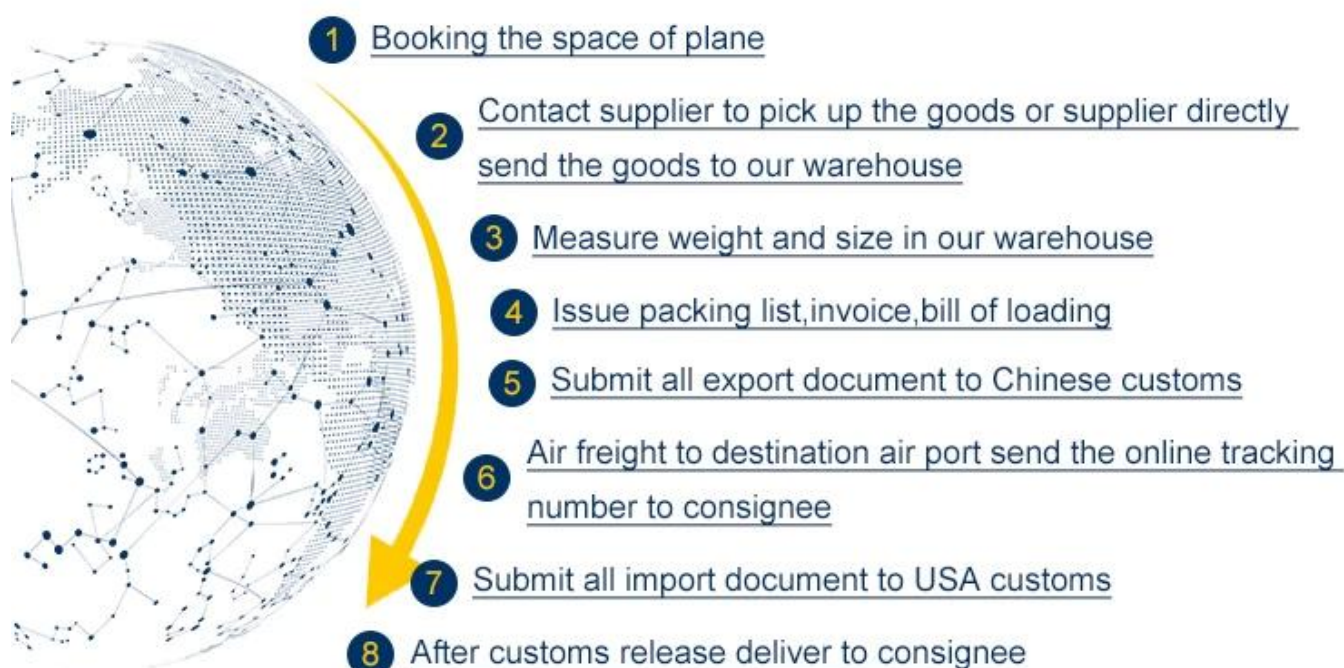 1 Booking the space of plane
2 Contact supplier to pick up the goods or supplier directly
send the goods to our warehouse
3 Measure weight and size in our warehouse
4 Issue packing list,invoice,bill of loading
5 Submit all export document to Chinese customs
6 Air freight to destination air port send the online tracking
number to consignee
7 Submit all import document to USA customs
8 After customs release deliver to consignee